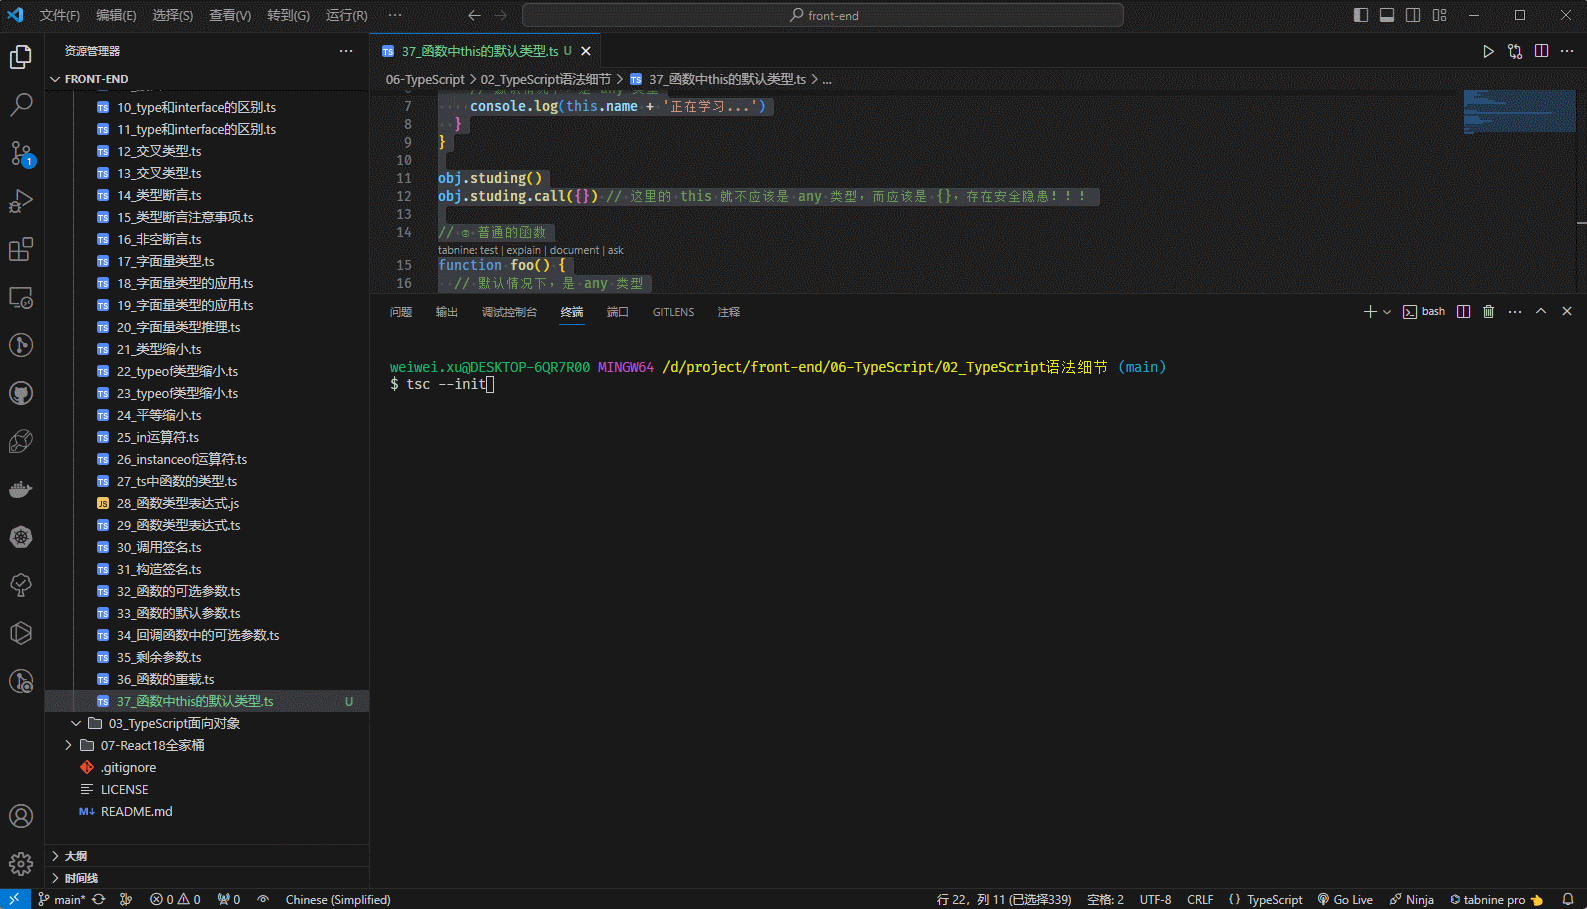 文件(F) 编辑(E) 选择(S) 查看(V) 转到(G) 运行(R) ··· front-end
资源管理器 ···
FRONT-END
10_type和interface的区别.ts
11_type和interface的区别.ts
12_交叉类型.ts
13_交叉类型.ts
14_类型断言.ts
15_类型断言注意事项.ts
16_非空断言.ts
17_字面量类型.ts
18_字面量类型的应用.ts
19_字面量类型的应用.ts
20_字面量类型推理.ts
21_类型缩小.ts
22_typeof类型缩小.ts
23_typeof类型缩小.ts
24_平等缩小.ts
25_in运算符.ts
26_instanceof运算符.ts
27_ts中函数的类型.ts
28_函数类型表达式.js
29_函数类型表达式.ts
30_调用签名.ts
31_构造签名.ts
32_函数的可选参数.ts
33_函数的默认参数.ts
34_回调函数中的可选参数.ts
35_剩余参数.ts
36_函数的重载.ts
37_函数中this的默认类型.ts U
03_TypeScript面向对象
07-React18全家桶
.gitignore
LICENSE
README.md
大纲
时间线
37_函数中this的默认类型.ts U
06-TypeScript > 02_TypeScript语法细节 > TS 37_函数中this的默认类型.ts > ...
7 console.log(this.name + '正在学习...')
8 }
9 }
10
11 obj.studing()
12 obj.studing.call({}) // 这里的 this 就不应该是 any 类型，而应该是 {}，存在安全隐患！！！
13
14 // 普通的函数
tabnine: test | explain | document | ask
15 function foo() {
16 // 默认情况下，是 any 类型
问题 输出 调试控制台 终端 端口 GITLENS 注释 bash
weiwei.xu@DESKTOP-6QR7R00 MINGW64 /d/project/front-end/06-TypeScript/02_TypeScript语法细节 (main)
$ tsc --init
1
main* 0 0 0 Chinese (Simplified) 行 22，列 11 (已选择339) 空格: 2 UTF-8 CRLF {} TypeScript Go Live Ninja tabnine pro